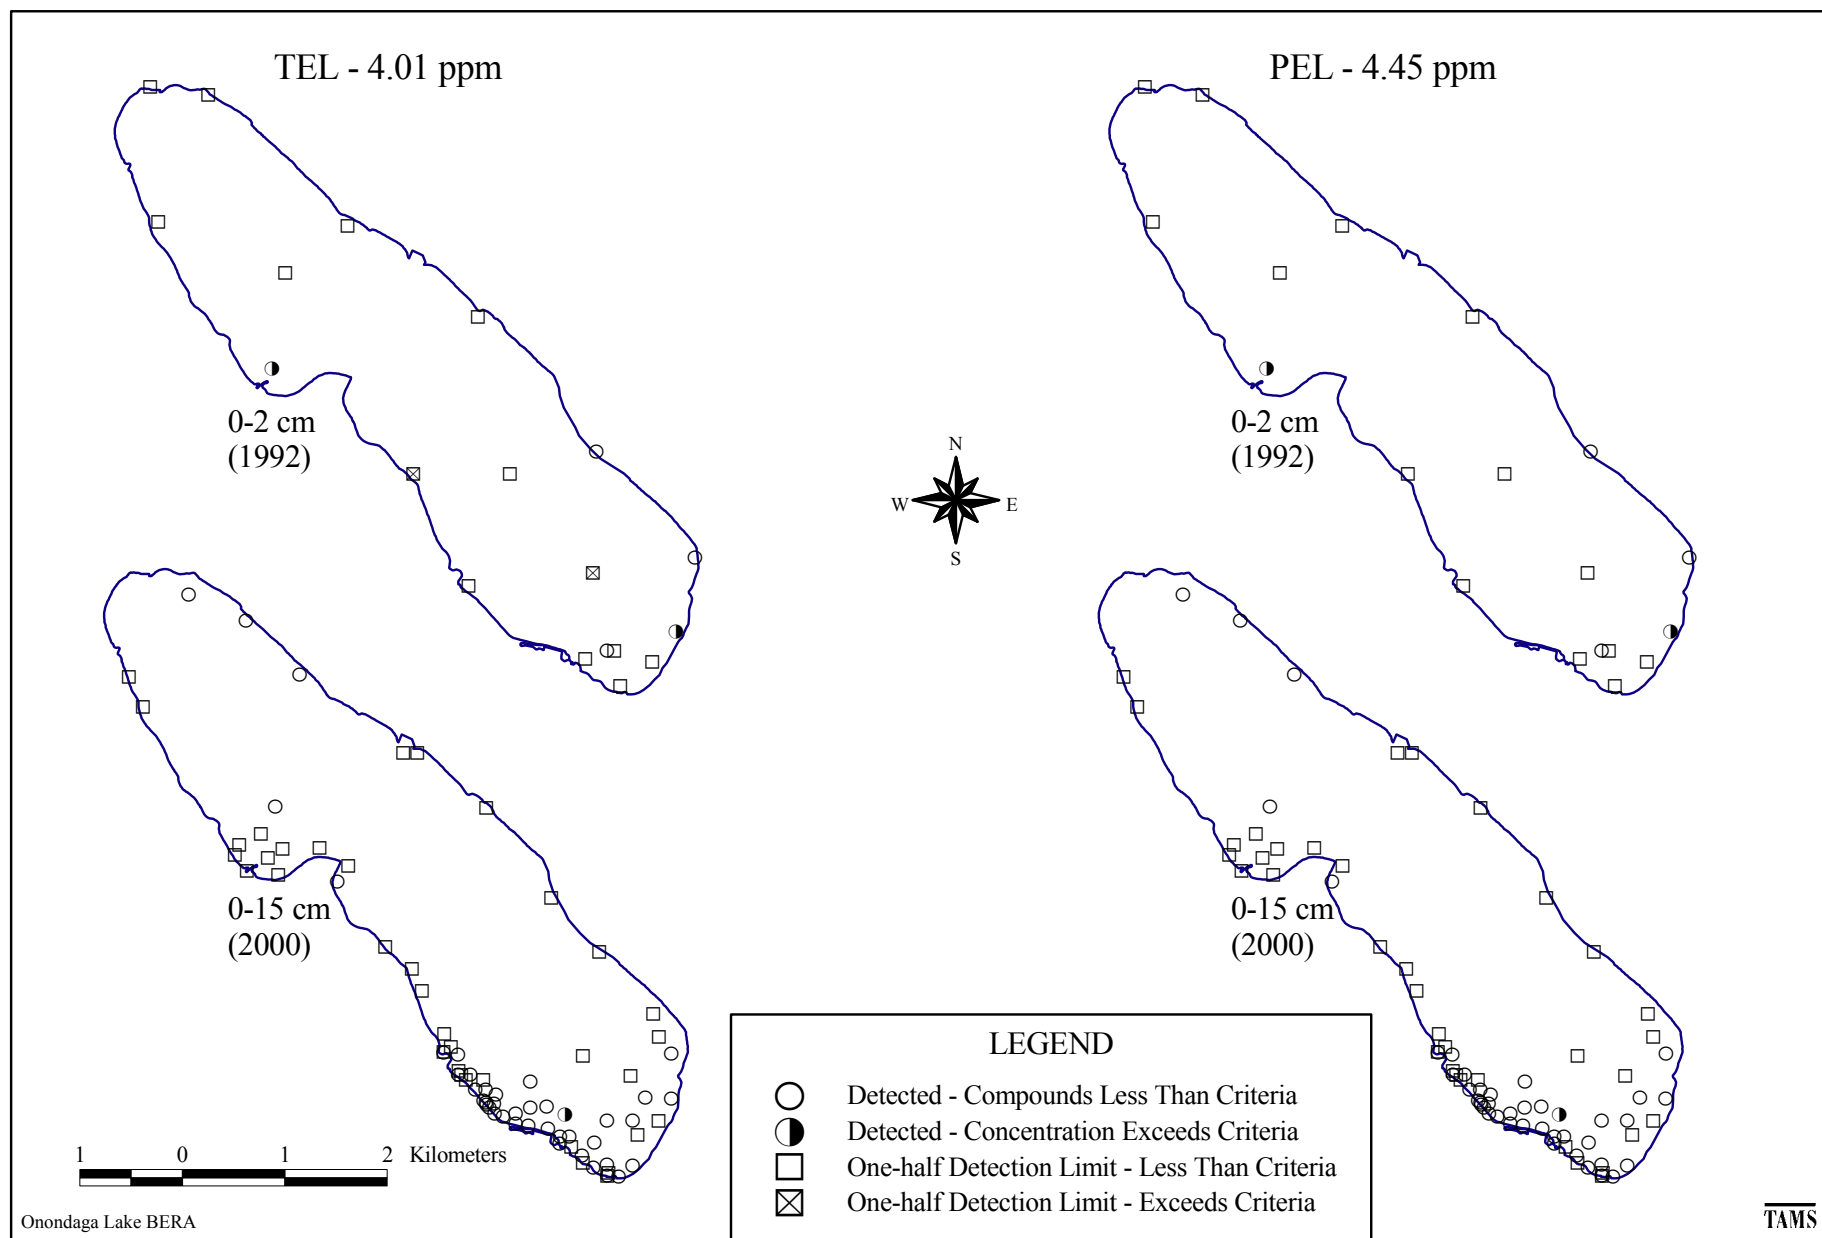 TEL - 4.01 ppm
PEL - 4.45 ppm
0-2 cm
(1992)
0-2 cm
(1992)
N
W E
S
0-15 cm
(2000)
0-15 cm
(2000)
LEGEND
Detected - Compounds Less Than Criteria
Detected - Concentration Exceeds Criteria
One-half Detection Limit - Less Than Criteria
One-half Detection Limit - Exceeds Criteria
1 0 1 2 Kilometers
Onondaga Lake BERA
TAMS